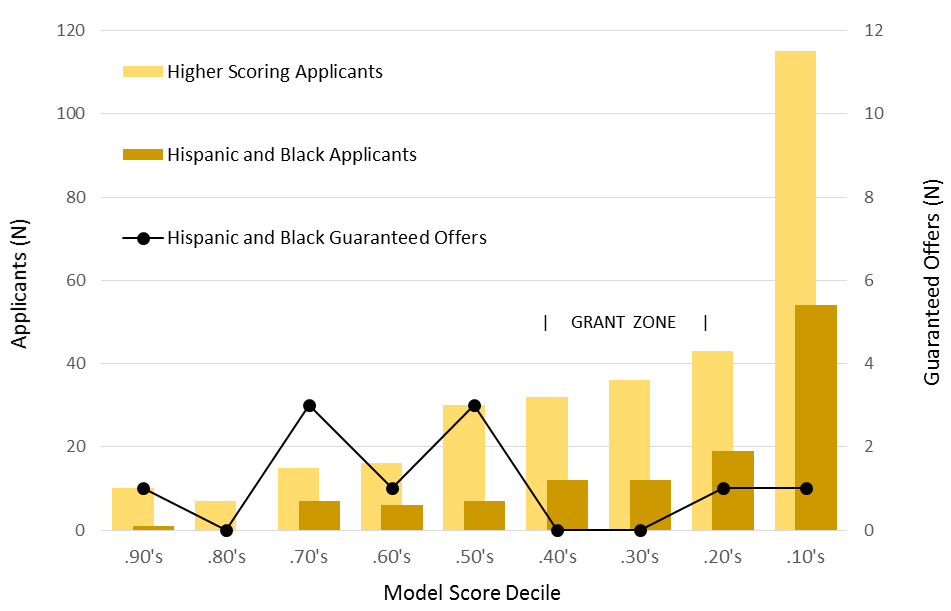 120
100
80
60
40
20
0
12
10
8
6
4
2
0
Applicants (N)
Guaranteed Offers (N)
Higher Scoring Applicants
Hispanic and Black Applicants
Hispanic and Black Guaranteed Offers
| GRANT ZONE |
.90's .80's .70's .60's .50's .40's .30's .20's .10's
Model Score Decile